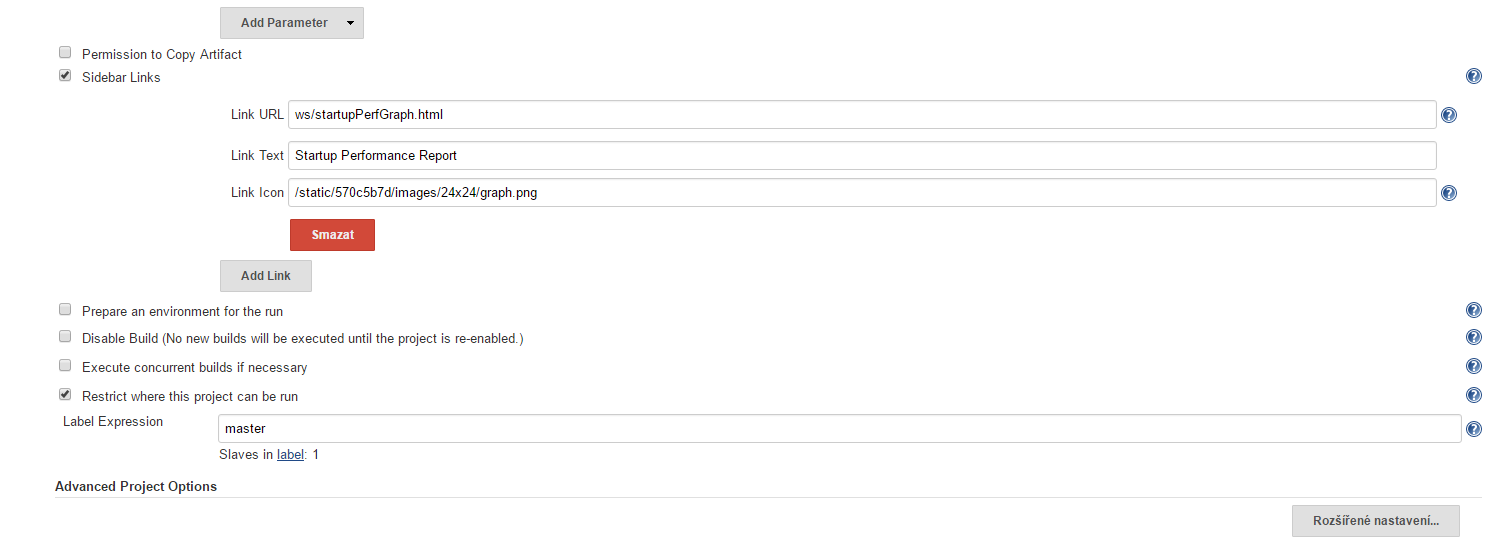 Add Parameter
Permission to Copy Artifact
Sidebar Links
Link URL ws/startupPerfGraph.html
Link Text Startup Performance Report
Link Icon /static/570c5b7d/images/24x24/graph.png
Smazat
Add Link
Prepare an environment for the run
Disable Build (No new builds will be executed until the project is re-enabled.)
Execute concurrent builds if necessary
Restrict where this project can be run
Label Expression master
Slaves in label: 1
Advanced Project Options
Rozšířené nastavení...